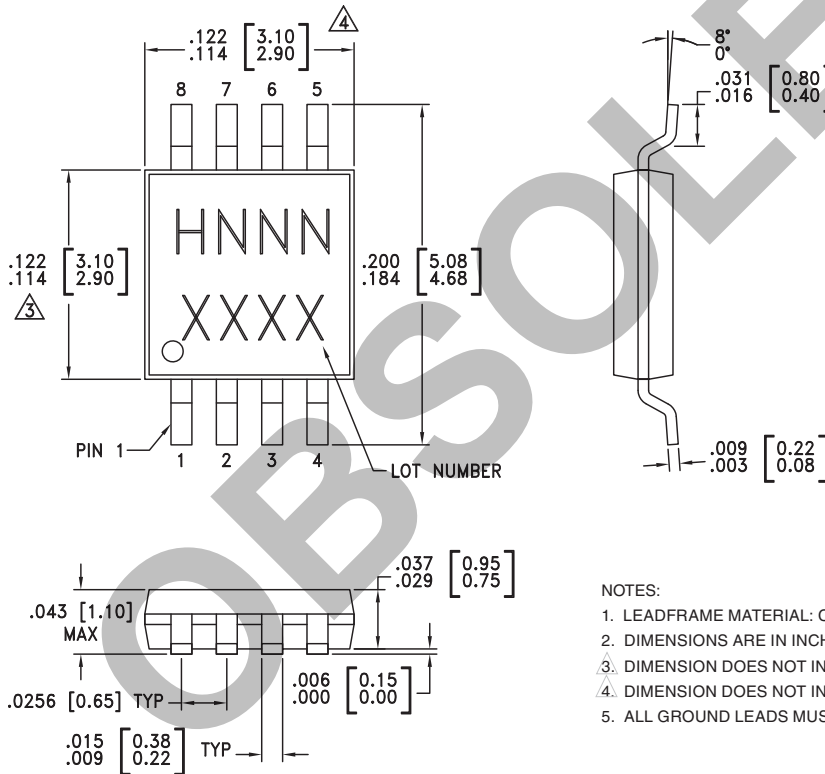 .122 [3.10]
.114 [2.90]
4
8 7 6 5
HNNN
XXXX
.122 [3.10]
.114 [2.90]
3
.200 [5.08]
.184 [4.68]
PIN 1
1 2 3 4
LOT NUMBER
8°
0°
.031 [0.80]
.016 [0.40]
.009 [0.22]
.003 [0.08]
.043 [1.10]
MAX
.037 [0.95]
.029 [0.75]
.0256 [0.65] TYP
.006 [0.15]
.000 [0.00]
.015 [0.38]
.009 [0.22]
TYP
NOTES:
1. LEADFRAME MATERIAL: C
2. DIMENSIONS ARE IN INCH
3. DIMENSION DOES NOT IN
4. DIMENSION DOES NOT IN
5. ALL GROUND LEADS MUS
OBSOLE